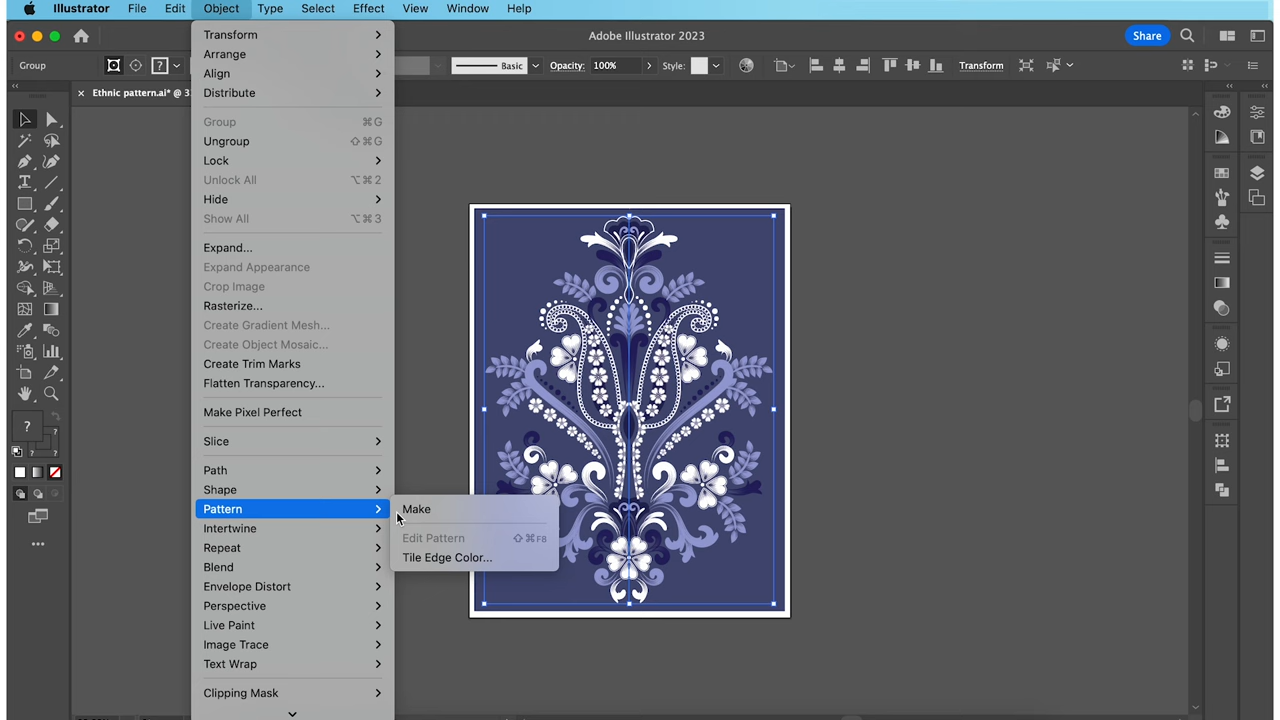 Illustrator File Edit Object Type Select Effect View Window Help
Adobe Illustrator 2023
Share
Group
?
Basic
Opacity: 100%
Style:
Transform
Ethnic pattern.ai* @ 3
Transform
Arrange
Align
Distribute
Group ⌘G
Ungroup ⇧⌘G
Lock
Unlock All ⌥⌘2
Hide
Show All ⌥⌘3
Expand...
Expand Appearance
Crop Image
Rasterize...
Create Gradient Mesh...
Create Object Mosaic...
Create Trim Marks
Flatten Transparency...
Make Pixel Perfect
Slice
Path
Shape
Pattern
Make
Edit Pattern ⇧⌘F8
Tile Edge Color...
Intertwine
Repeat
Blend
Envelope Distort
Perspective
Live Paint
Image Trace
Text Wrap
Clipping Mask
?
?
? ?